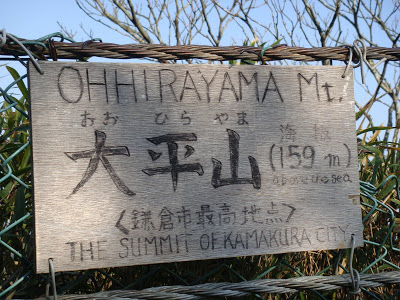 OHHIRAYAMA Mt.
おお ひら やま
大平山 海抜 (159 m)
above the sea
〈鎌倉市最高地点〉
THE SUMMIT OF KAMAKURA CITY